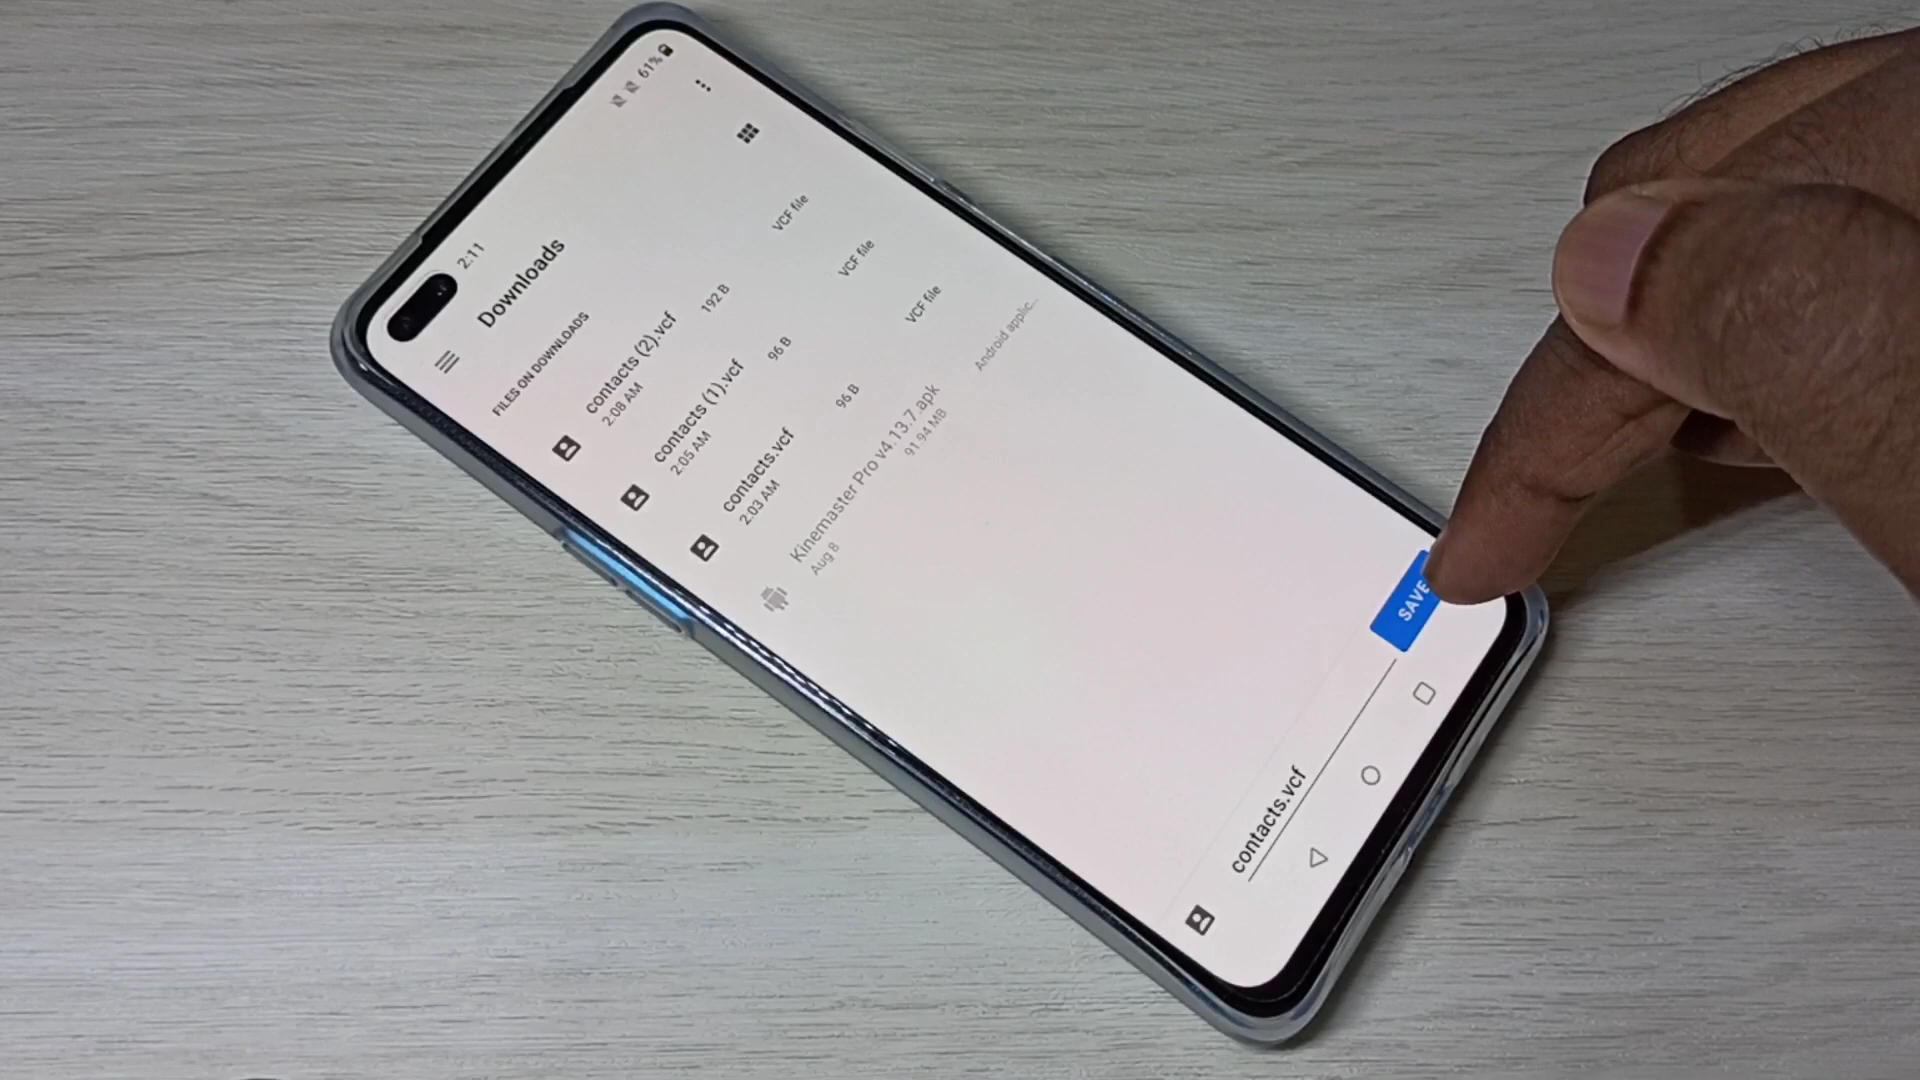 2:11
61%
Downloads
FILES ON DOWNLOADS
contacts (2).vcf
2:08 AM 192 B VCF file
contacts (1).vcf
2:05 AM 96 B VCF file
contacts.vcf
2:03 AM 96 B VCF file
Kinemaster Pro v4.13.7 .apk
Aug 8 91.94 MB Android applic...
contacts.vcf
SAVE